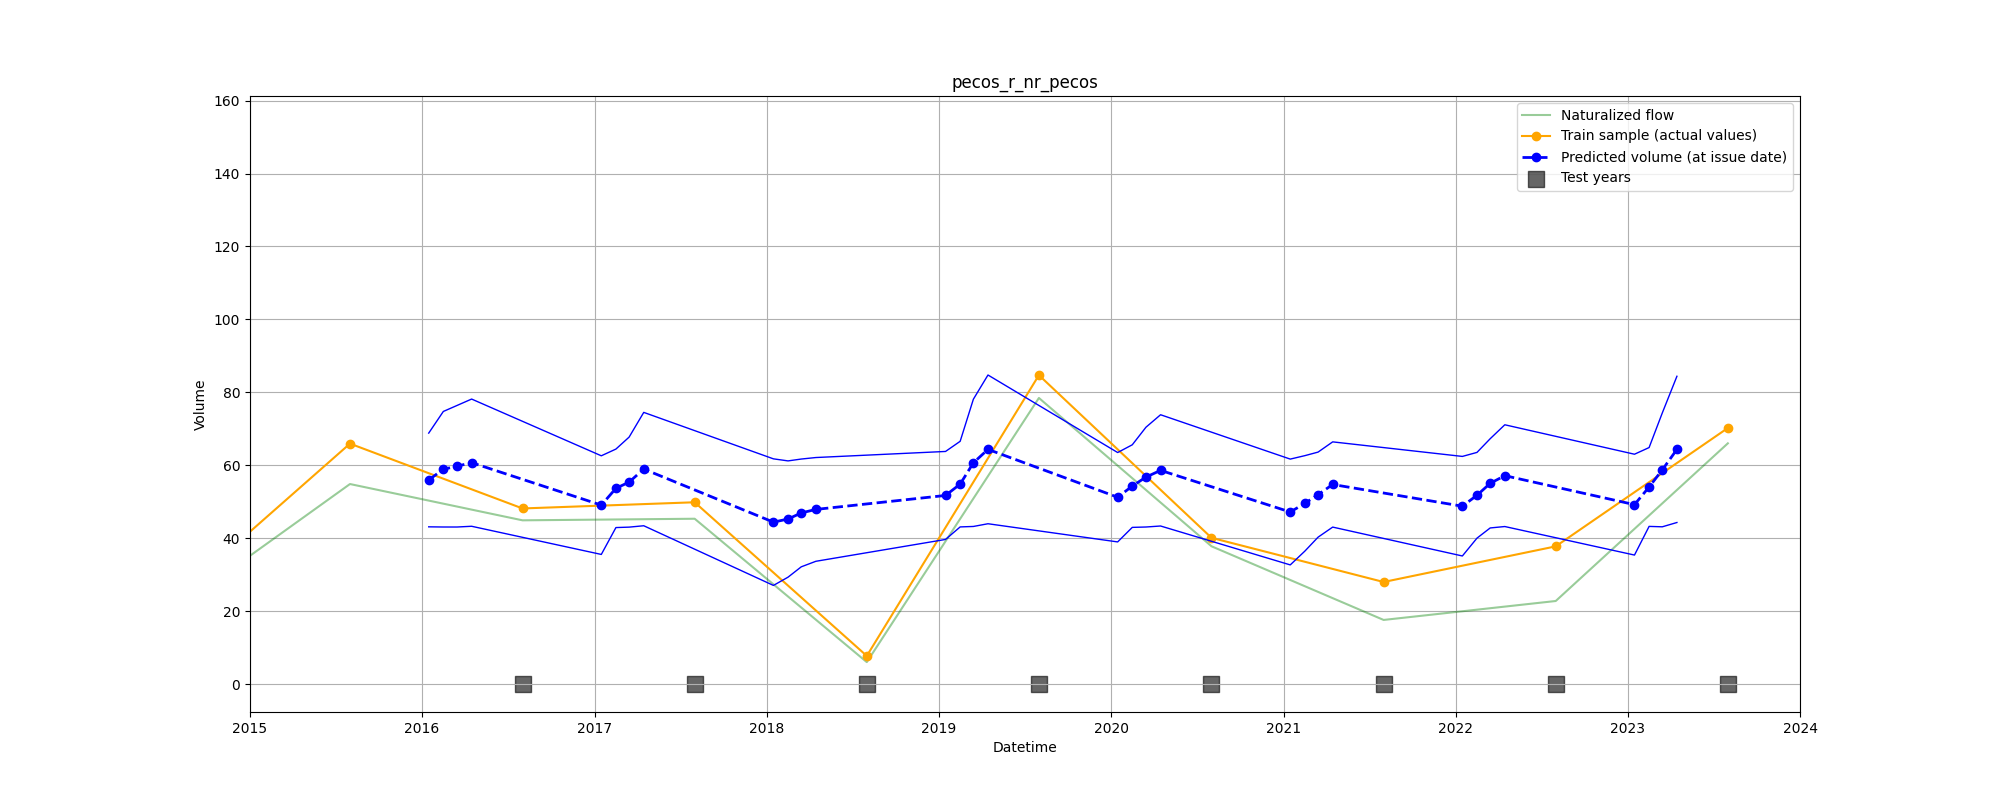 pecos_r_nr_pecos
160
140
120
100
80
60
40
20
0
Volume
Naturalized flow
Train sample (actual values)
Predicted volume (at issue date)
Test years
2015 2016 2017 2018 2019 2020 2021 2022 2023 2024
Datetime